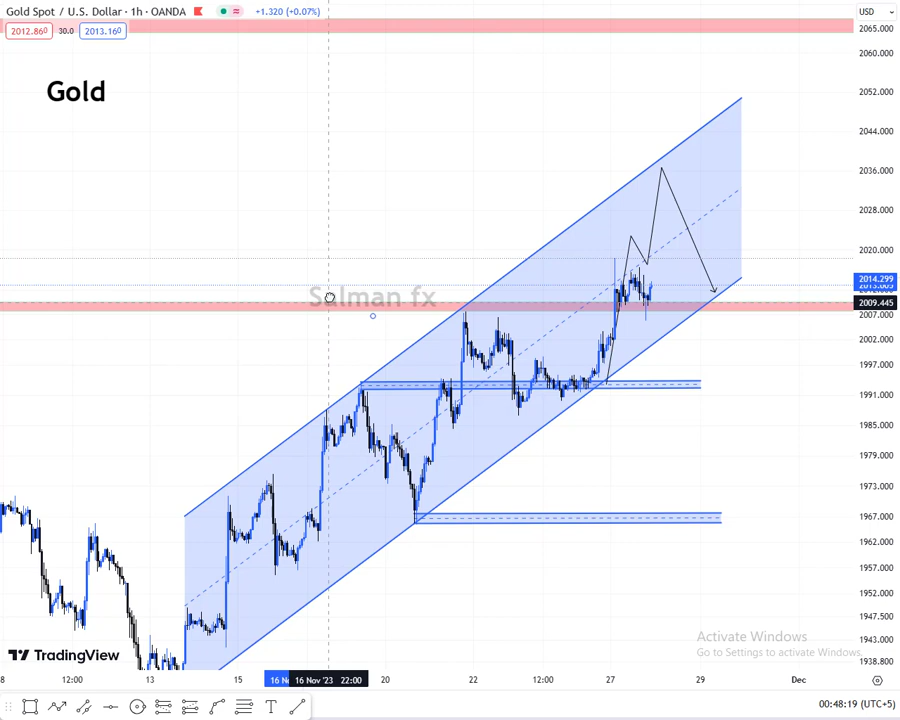 Gold Spot / U.S. Dollar · 1h · OANDA +1.320 (+0.07%) USD
2012.860 30.0 2013.160
2065.000
2060.000
Gold
2052.000
2044.000
2036.000
2028.000
2020.000
2014.299
Salman fx
2009.445
2007.000
2002.000
1997.000
1991.000
1985.000
1979.000
1973.000
1967.000
1962.000
1957.000
1952.000
1947.500
Activate Windows
1943.000
Go to Settings to activate Windows.
TradingView
1938.800
8 12:00 13 15 16 Nov '23 22:00 20 22 12:00 27 29 Dec
T
00:48:19 (UTC+5)